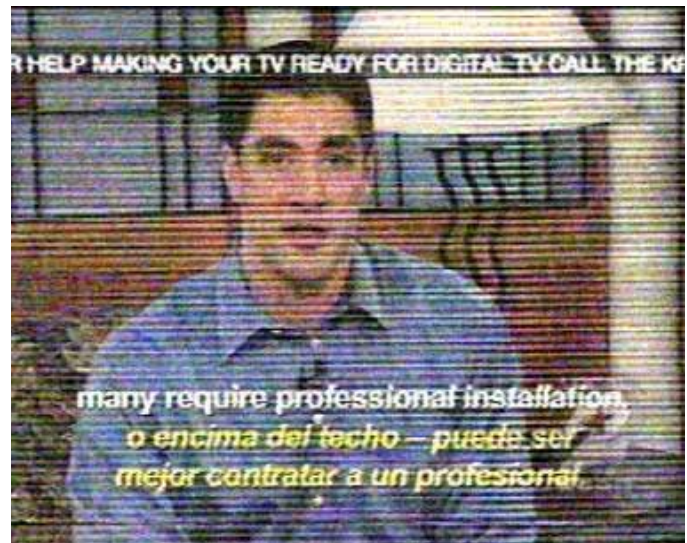 R HELP MAKING YOUR TV READY FOR DIGITAL TV CALL THE KR
many require professional installation,
o encima del techo – puede ser
mejor contratar a un profesional